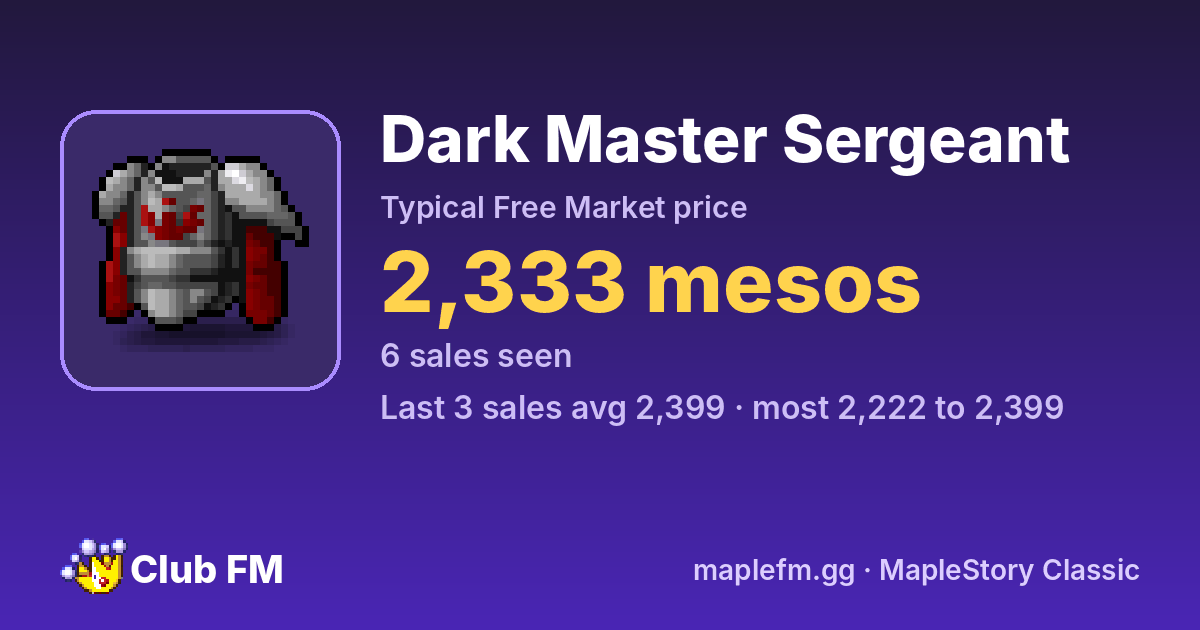 Dark Master Sergeant
Typical Free Market price
2,333 mesos
6 sales seen
Last 3 sales avg 2,399 · most 2,222 to 2,399
Club FM
maplefm.gg · MapleStory Classic